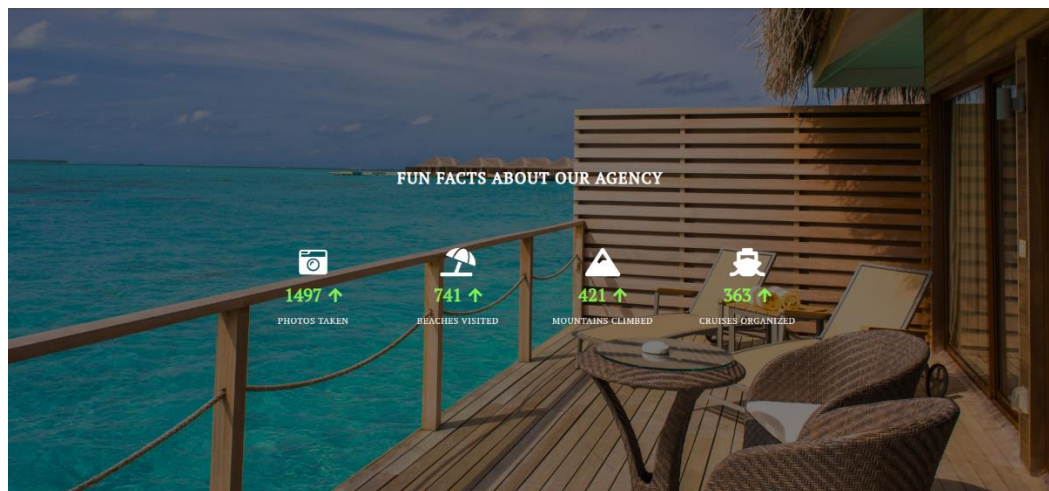 FUN FACTS ABOUT OUR AGENCY
1497 ↑ 741 ↑ 421 ↑ 363 ↑
PHOTOS TAKEN BEACHES VISITED MOUNTAINS CLIMBED CRUISES ORGANIZED